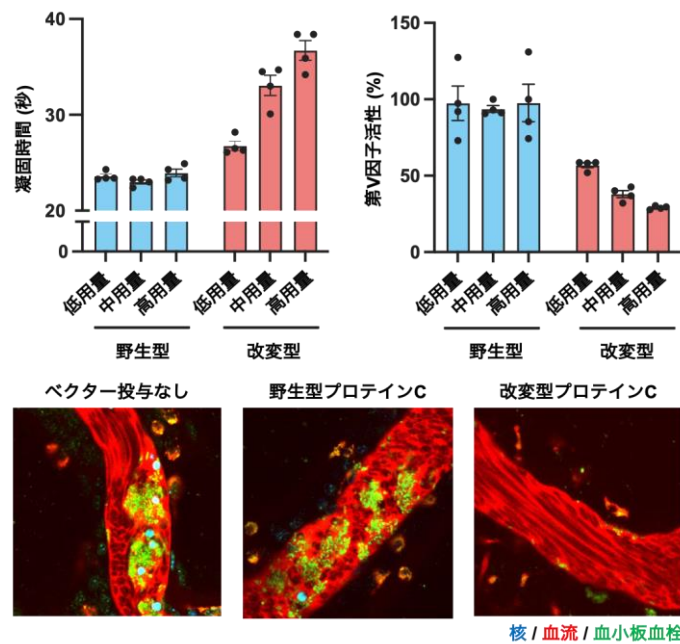 凝固時間 (秒)
40
30
20
0
低用量
中用量
高用量
低用量
中用量
高用量
野生型
改変型
第V因子活性 (%)
150
100
50
0
低用量
中用量
高用量
低用量
中用量
高用量
野生型
改変型
ベクター投与なし
野生型プロテインC
改変型プロテインC
核 / 血流 / 血小板血栓